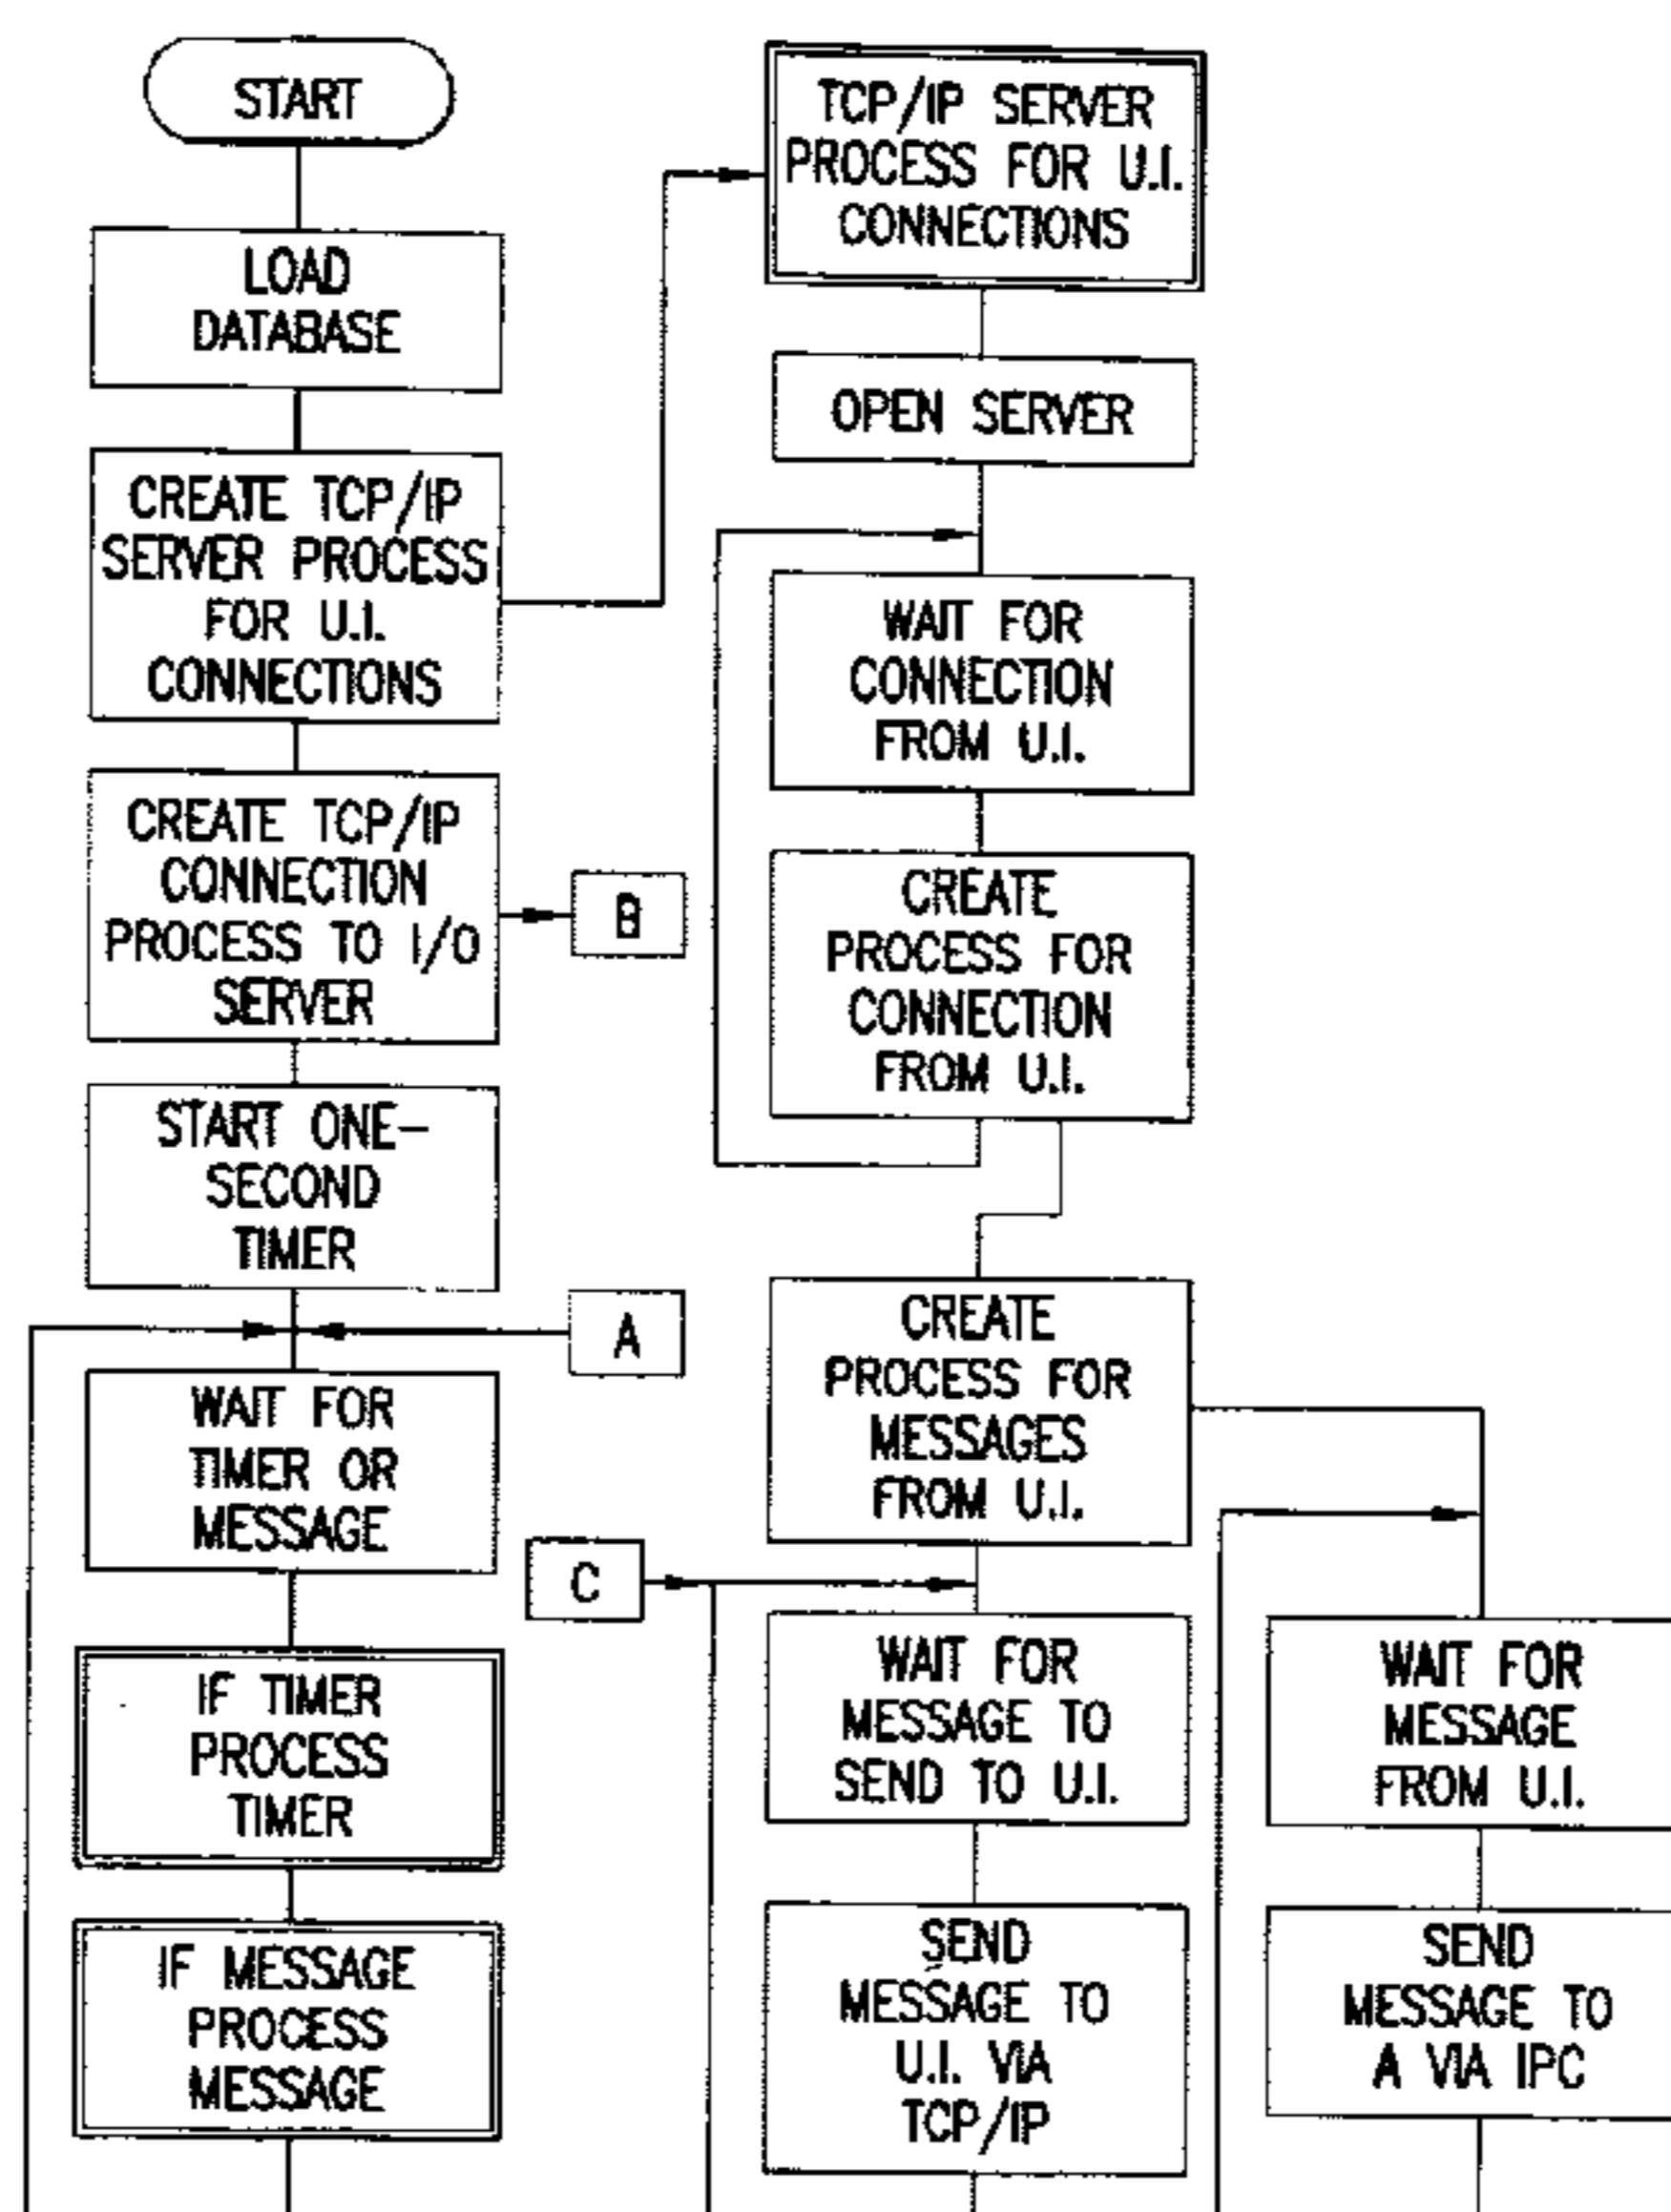 START
LOAD
DATABASE
CREATE TCP/IP
SERVER PROCESS
FOR U.I.
CONNECTIONS
CREATE TCP/IP
CONNECTION
PROCESS TO I/O
SERVER
B
START ONE-
SECOND
TIMER
A
WAIT FOR
TIMER OR
MESSAGE
IF TIMER
PROCESS
TIMER
IF MESSAGE
PROCESS
MESSAGE
TCP/IP SERVER
PROCESS FOR U.I.
CONNECTIONS
OPEN SERVER
WAIT FOR
CONNECTION
FROM U.I.
CREATE
PROCESS FOR
CONNECTION
FROM U.I.
CREATE
PROCESS FOR
MESSAGES
FROM U.I.
C
WAIT FOR
MESSAGE TO
SEND TO U.I.
SEND
MESSAGE TO
U.I. VIA
TCP/IP
WAIT FOR
MESSAGE
FROM U.I.
SEND
MESSAGE TO
A VIA IPC